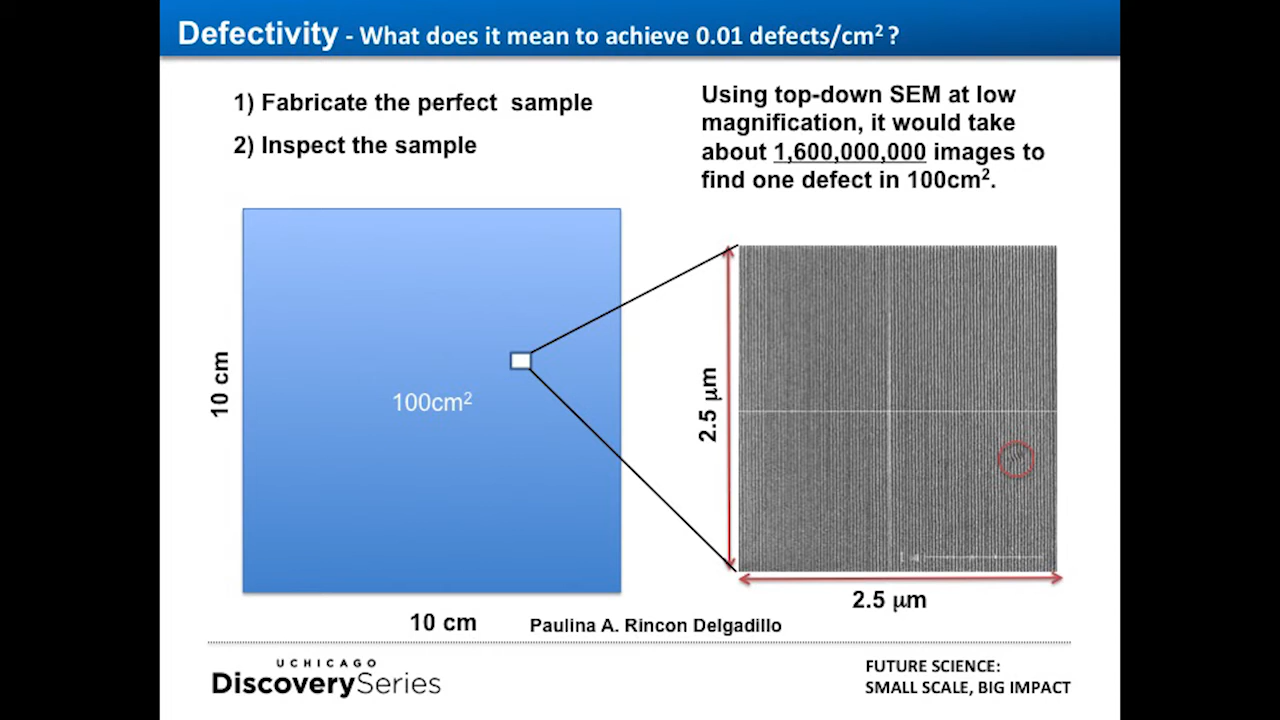 Defectivity - What does it mean to achieve 0.01 defects/cm² ?
1) Fabricate the perfect sample
2) Inspect the sample
Using top-down SEM at low
magnification, it would take
about 1,600,000,000 images to
find one defect in 100cm².
10 cm
100cm²
10 cm
2.5 μm
2.5 μm
Paulina A. Rincon Delgadillo
UCHICAGO
DiscoverySeries
FUTURE SCIENCE:
SMALL SCALE, BIG IMPACT